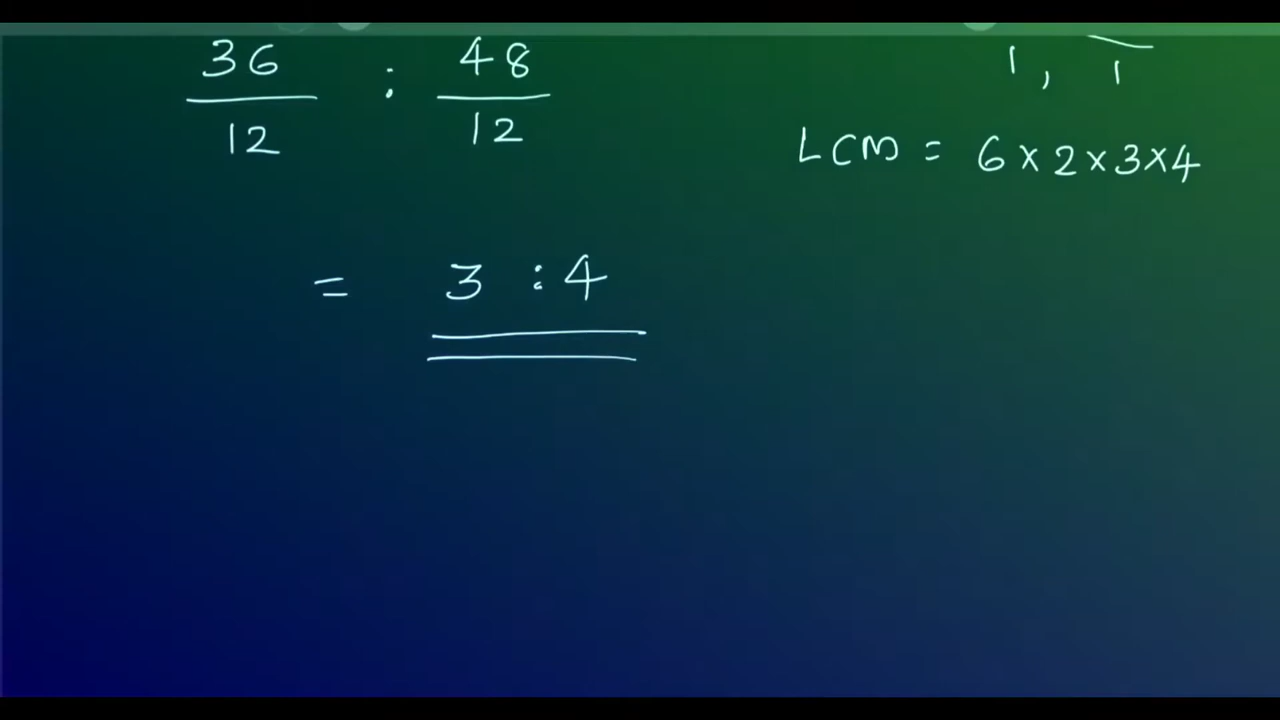 36/12 : 48/12
1, 1
LCM = 6×2×3×4
= 3 : 4